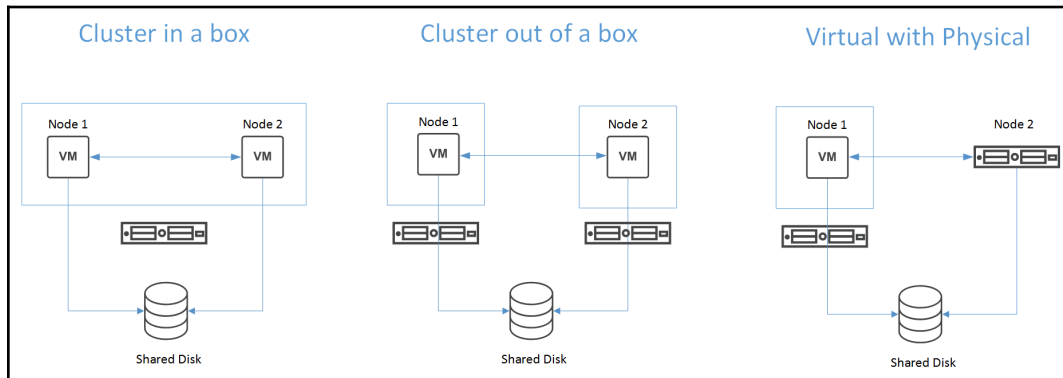 Cluster in a box
Node 1
Node 2
VM
VM
Shared Disk
Cluster out of a box
Node 1
Node 2
VM
VM
Shared Disk
Virtual with Physical
Node 1
Node 2
VM
Shared Disk